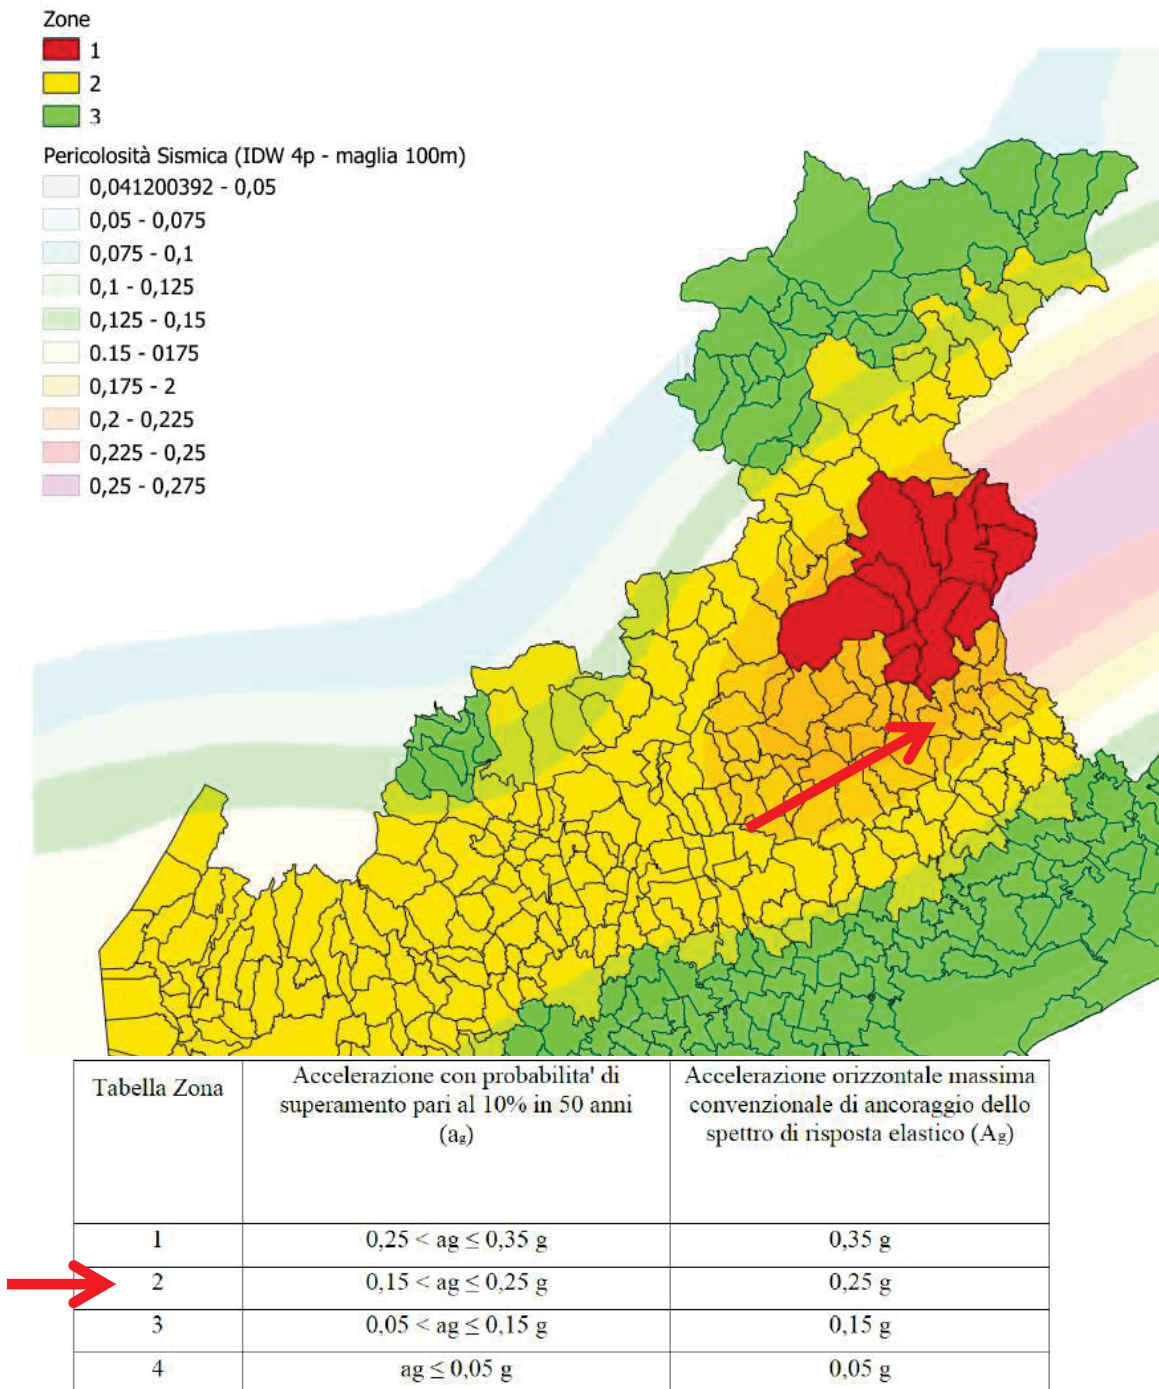 Zone
1
2
3
Pericolosità Sismica (IDW 4p - maglia 100m)
0,041200392 - 0,05
0,05 - 0,075
0,075 - 0,1
0,1 - 0,125
0,125 - 0,15
0.15 - 0175
0,175 - 2
0,2 - 0,225
0,225 - 0,25
0,25 - 0,275
Tabella Zona
Accelerazione con probabilita' di
superamento pari al 10% in 50 anni
(ag)
Accelerazione orizzontale massima
convenzionale di ancoraggio dello
spettro di risposta elastico (Ag)
1 0,25 < ag ≤ 0,35 g 0,35 g
2 0,15 < ag ≤ 0,25 g 0,25 g
3 0,05 < ag ≤ 0,15 g 0,15 g
4 ag ≤ 0,05 g 0,05 g